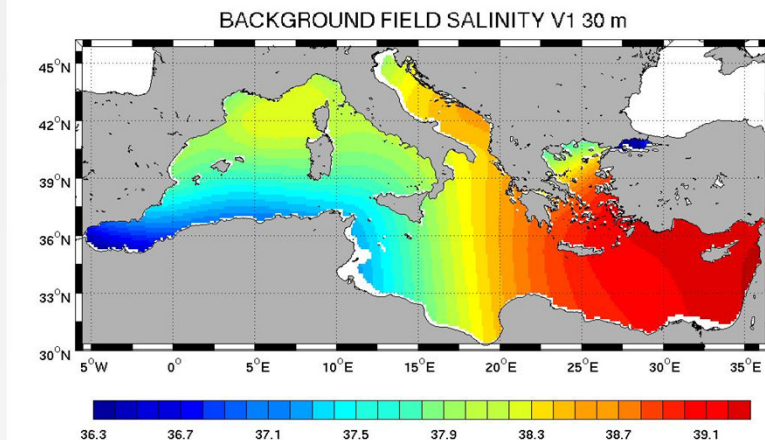 BACKGROUND FIELD SALINITY V1 30 m
45°N
42°N
39°N
36°N
33°N
30°N
5°W 0° 5°E 10°E 15°E 20°E 25°E 30°E 35°E
36.3 36.7 37.1 37.5 37.9 38.3 38.7 39.1